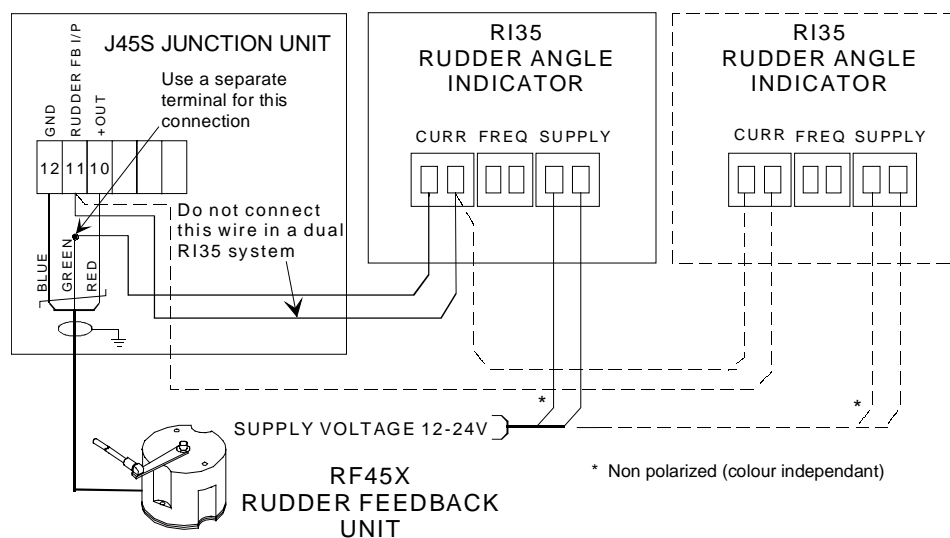 J45S JUNCTION UNIT
GND
RUDDER FB I/P
+OUT
Use a separate
terminal for this
connection
12 11 10
Do not connect
this wire in a dual
RI35 system
BLUE
GREEN
RED
RI35
RUDDER ANGLE
INDICATOR
CURR FREQ SUPPLY
RI35
RUDDER ANGLE
INDICATOR
CURR FREQ SUPPLY
*
*
SUPPLY VOLTAGE 12-24V
* Non polarized (colour independant)
RF45X
RUDDER FEEDBACK
UNIT